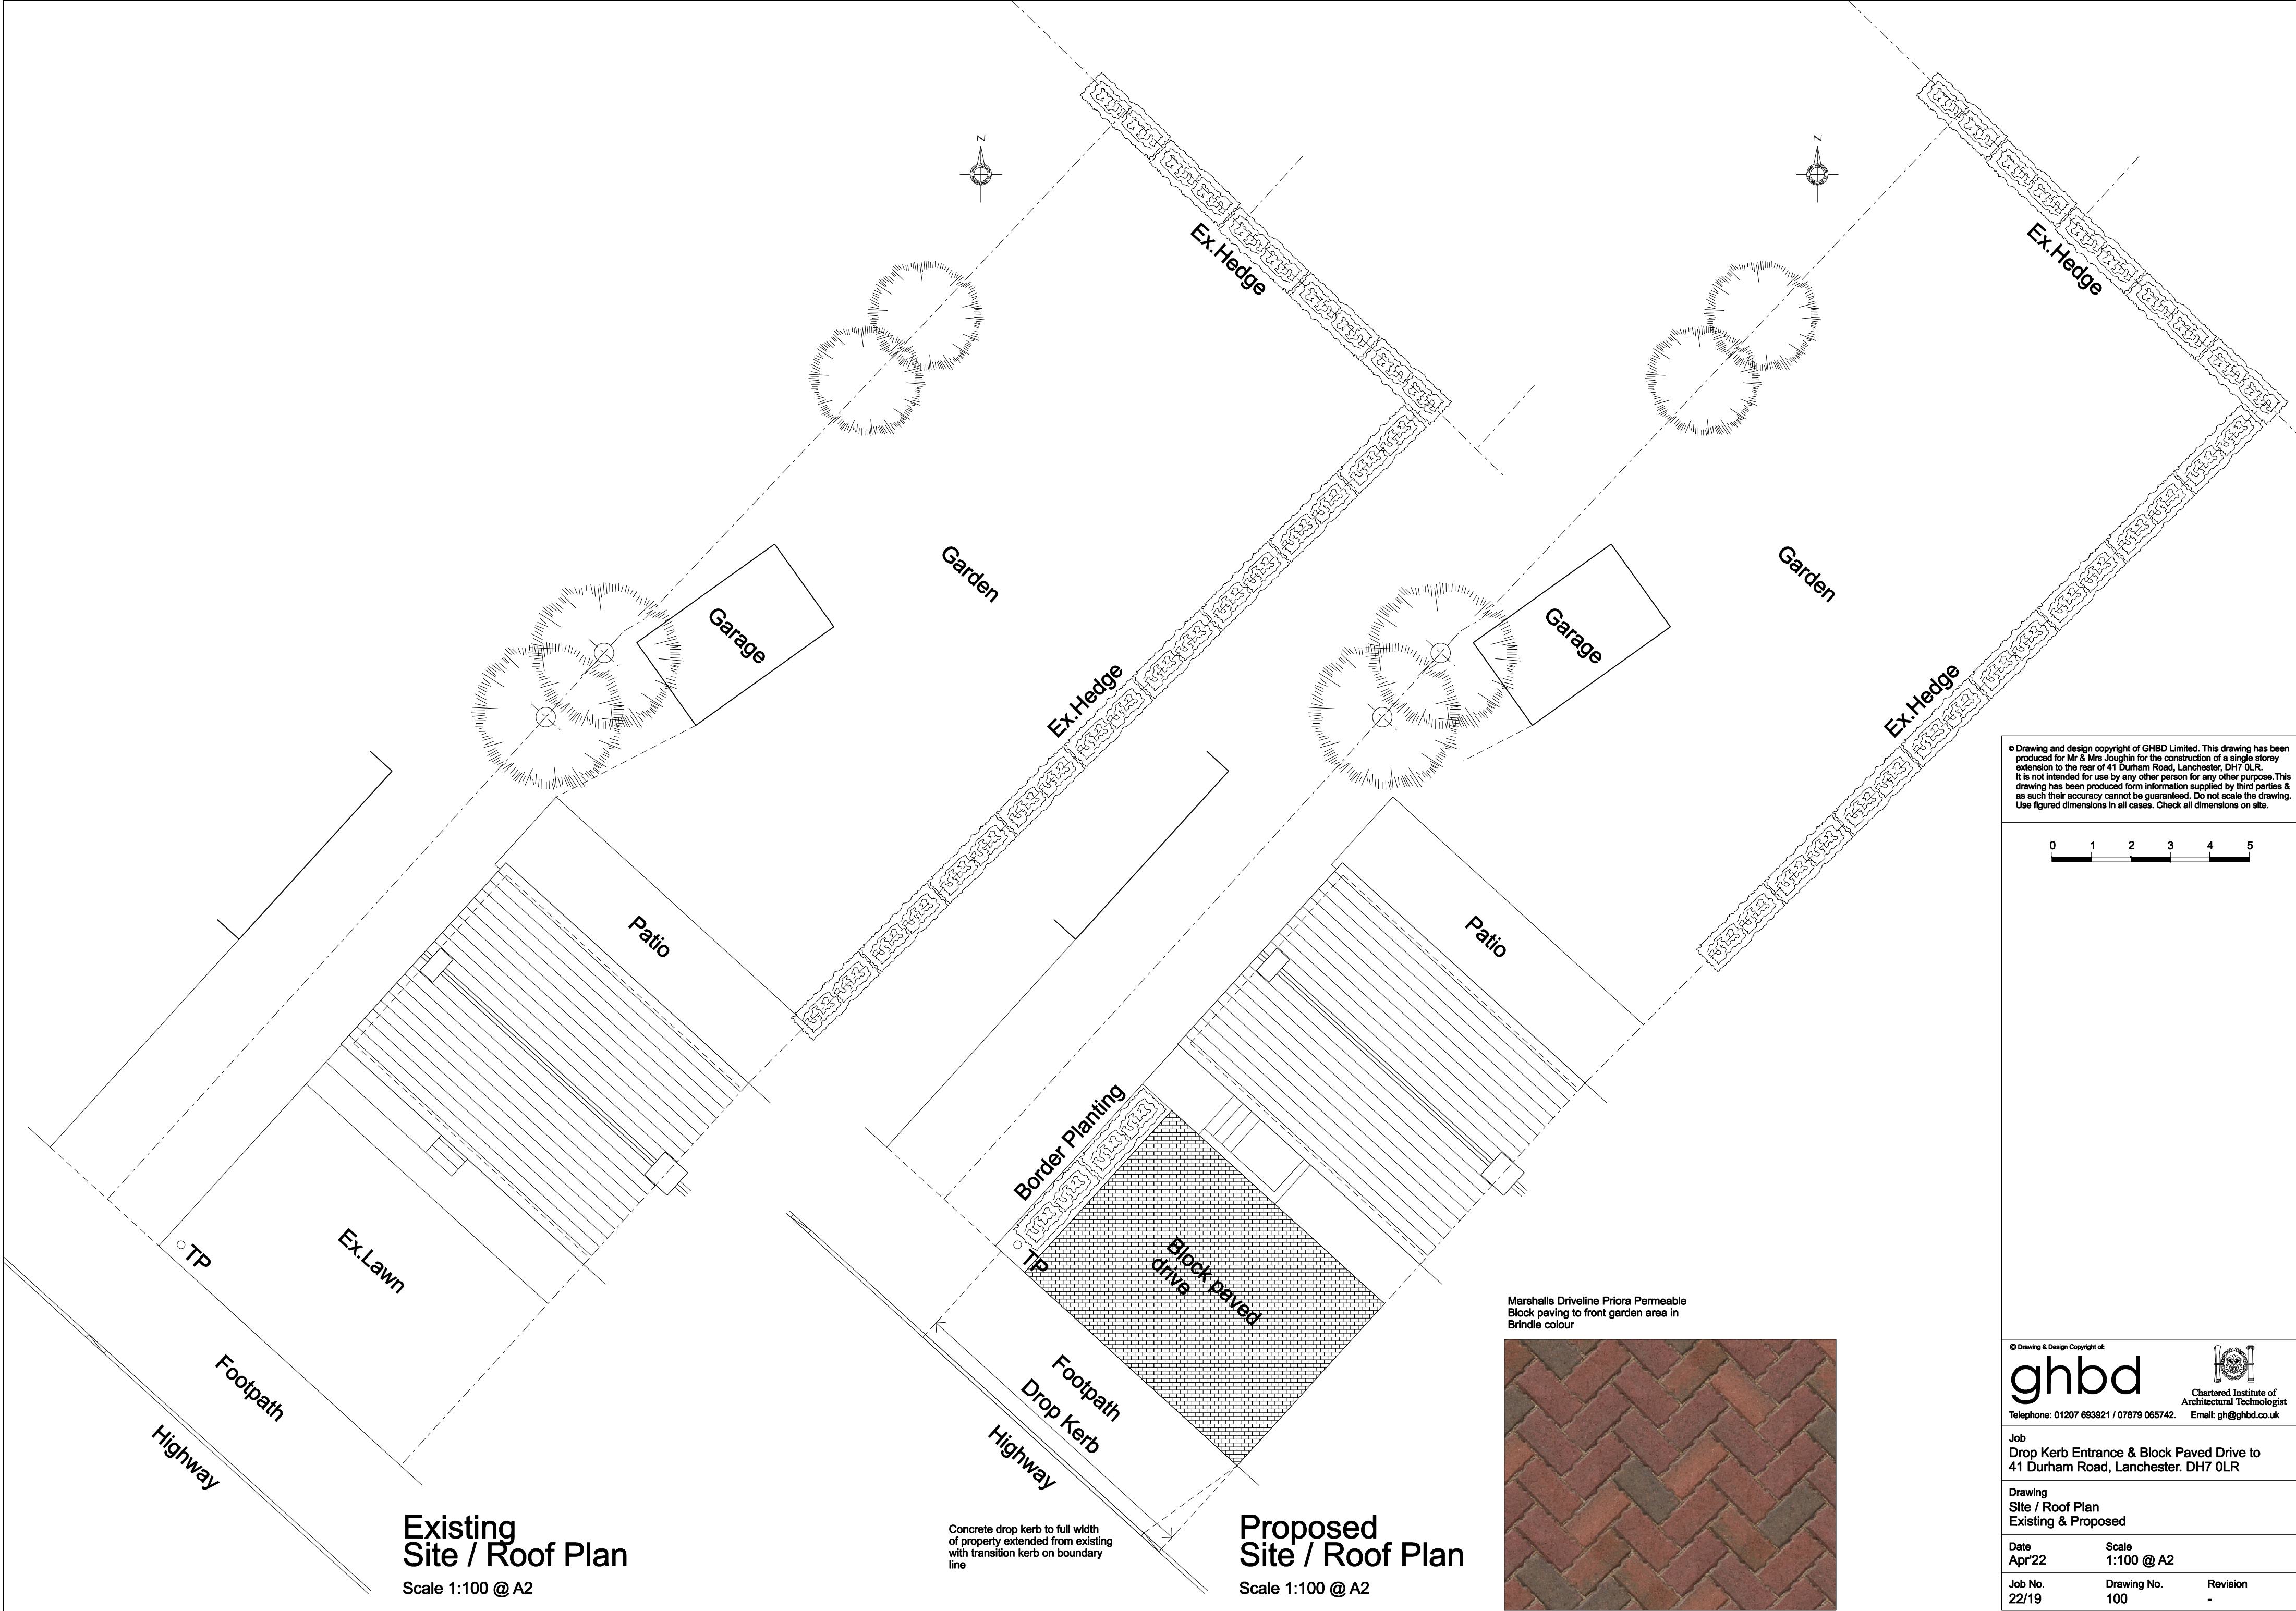 N
Ex.Hedge
Garden
Garage
Ex.Hedge
Patio
TP
Ex.Lawn
Footpath
Highway
Existing
Site / Roof Plan
Scale 1:100 @ A2
N
Ex.Hedge
Garden
Garage
Ex.Hedge
Patio
Border Planting
TP
Block paved
drive
Footpath
Drop Kerb
Highway
Concrete drop kerb to full width
of property extended from existing
with transition kerb on boundary
line
Proposed
Site / Roof Plan
Scale 1:100 @ A2
Marshalls Driveline Priora Permeable
Block paving to front garden area in
Brindle colour
© Drawing and design copyright of GHBD Limited. This drawing has been
produced for Mr & Mrs Joughin for the construction of a single storey
extension to the rear of 41 Durham Road, Lanchester, DH7 0LR.
It is not intended for use by any other person for any other purpose.This
drawing has been produced form information supplied by third parties &
as such their accuracy cannot be guaranteed. Do not scale the drawing.
Use figured dimensions in all cases. Check all dimensions on site.
0 1 2 3 4 5
© Drawing & Design Copyright of:
ghbd
Chartered Institute of
Architectural Technologist
Telephone: 01207 693921 / 07879 065742. Email: gh@ghbd.co.uk
Job
Drop Kerb Entrance & Block Paved Drive to
41 Durham Road, Lanchester. DH7 0LR
Drawing
Site / Roof Plan
Existing & Proposed
Date Scale
Apr'22 1:100 @ A2
Job No. Drawing No. Revision
22/19 100 -